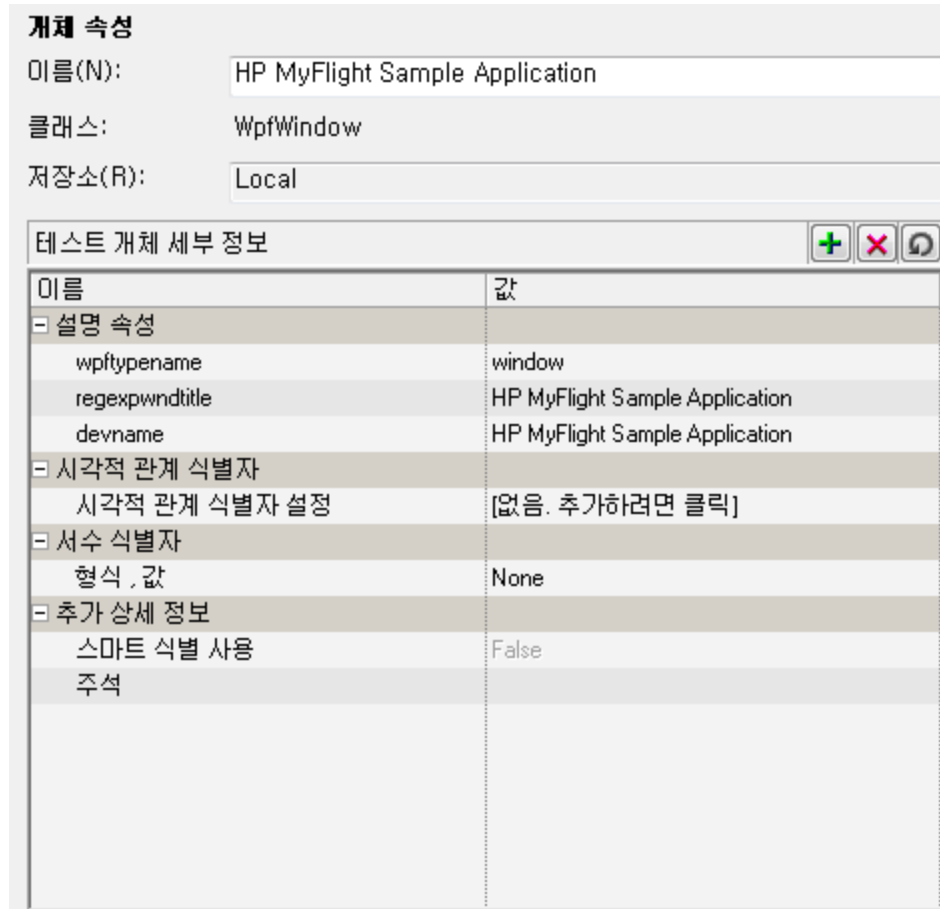 개체 속성
이름(N): HP MyFlight Sample Application
클래스: WpfWindow
저장소(R): Local
테스트 개체 세부 정보
이름 값
설명 속성
wpftypename window
regexpwndtitle HP MyFlight Sample Application
devname HP MyFlight Sample Application
시각적 관계 식별자
시각적 관계 식별자 설정 [없음. 추가하려면 클릭]
서수 식별자
형식 , 값 None
추가 상세 정보
스마트 식별 사용 False
주석